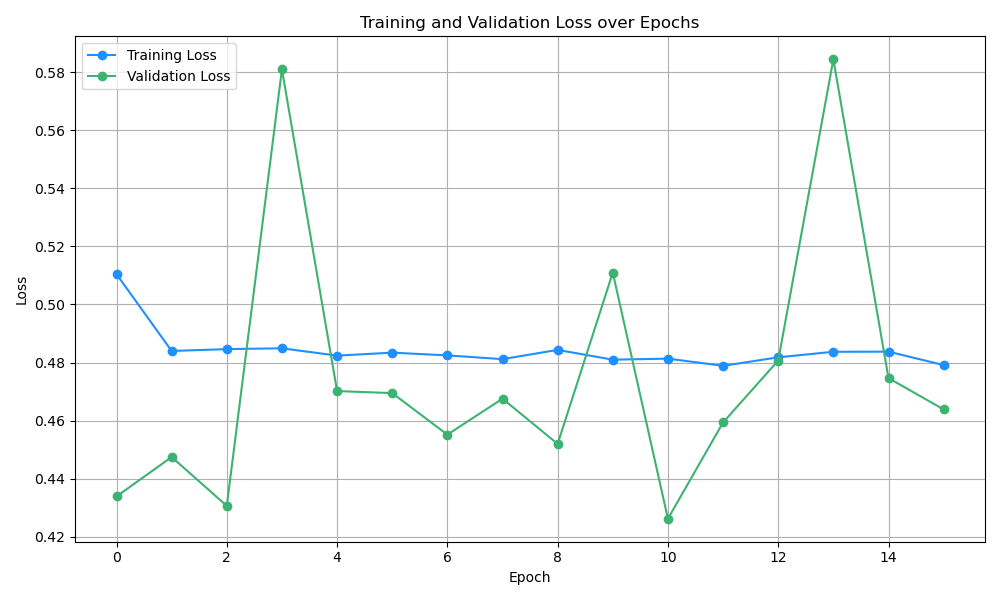 Training and Validation Loss over Epochs
Training Loss
Validation Loss
0.58
0.56
0.54
0.52
0.50
0.48
0.46
0.44
0.42
Loss
0 2 4 6 8 10 12 14
Epoch